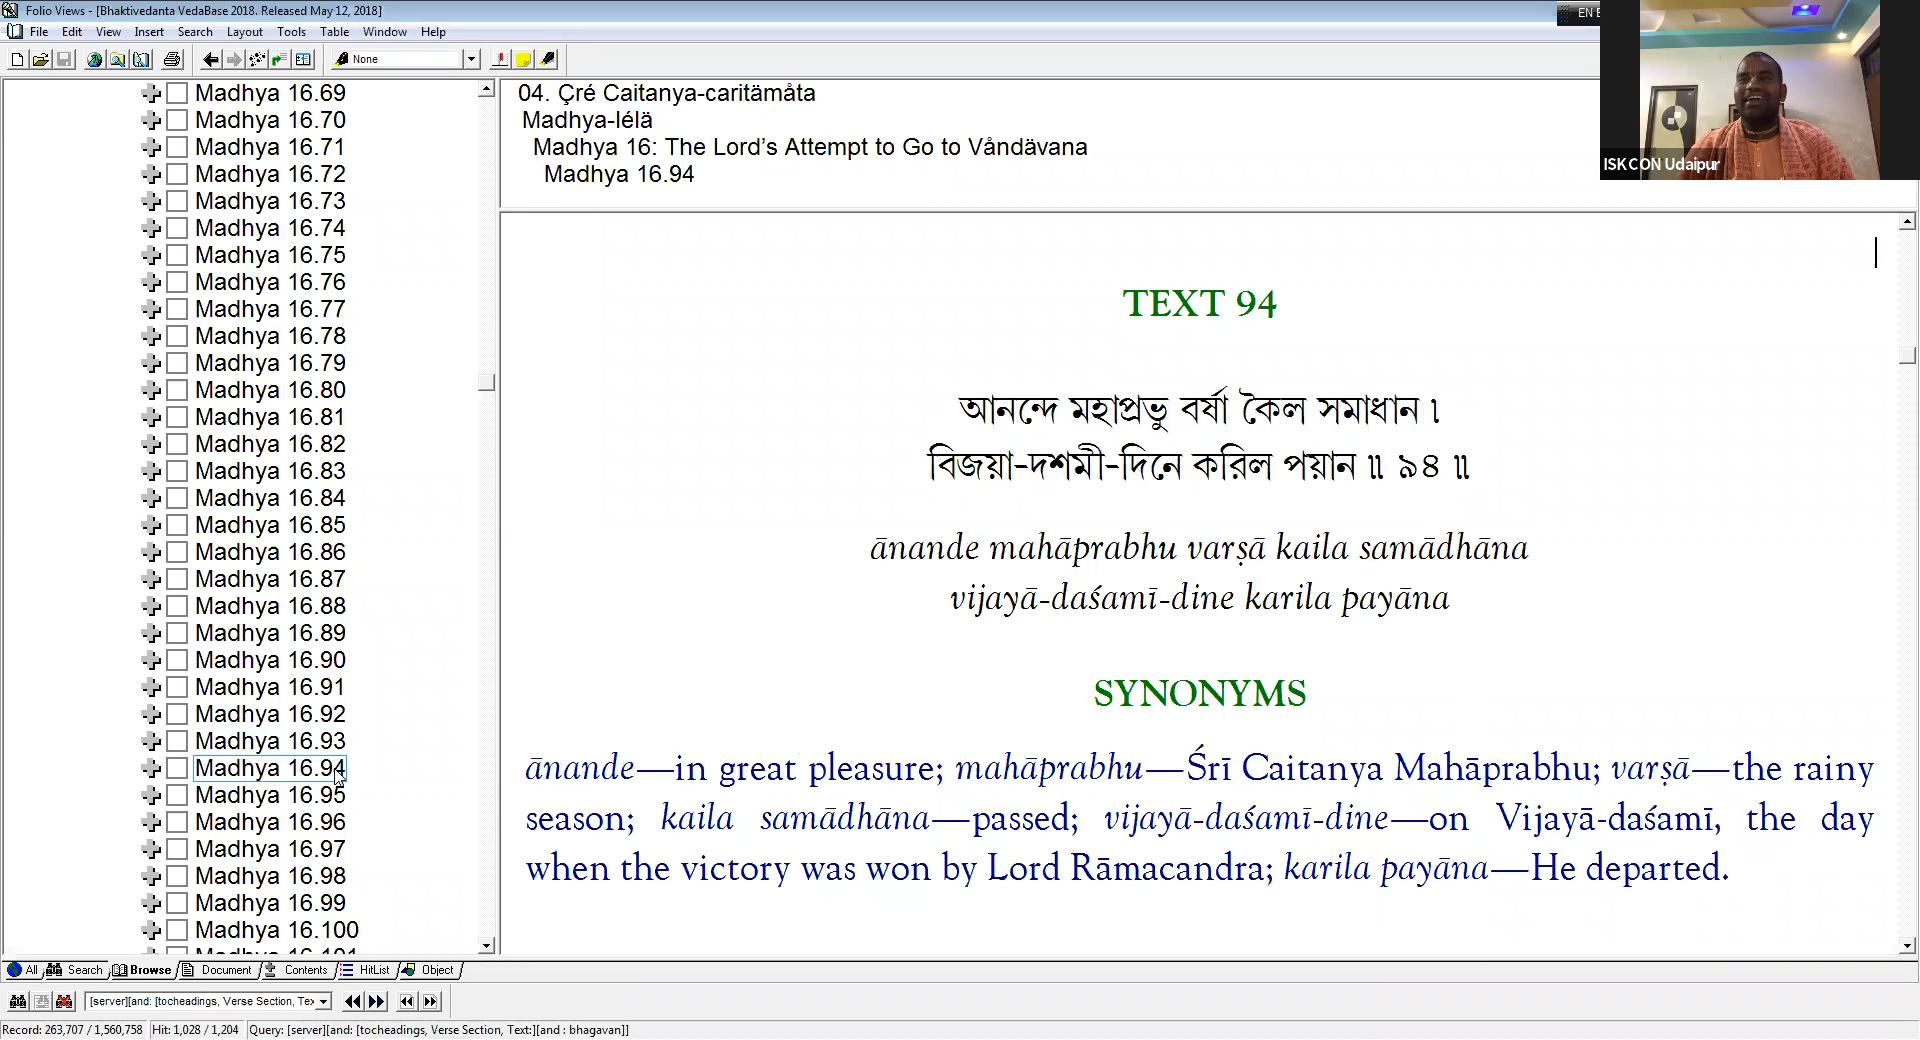 Folio Views - [Bhaktivedanta VedaBase 2018. Released May 12, 2018]
EN
File Edit View Insert Search Layout Tools Table Window Help
None
Madhya 16.69
Madhya 16.70
Madhya 16.71
Madhya 16.72
Madhya 16.73
Madhya 16.74
Madhya 16.75
Madhya 16.76
Madhya 16.77
Madhya 16.78
Madhya 16.79
Madhya 16.80
Madhya 16.81
Madhya 16.82
Madhya 16.83
Madhya 16.84
Madhya 16.85
Madhya 16.86
Madhya 16.87
Madhya 16.88
Madhya 16.89
Madhya 16.90
Madhya 16.91
Madhya 16.92
Madhya 16.93
Madhya 16.94
Madhya 16.95
Madhya 16.96
Madhya 16.97
Madhya 16.98
Madhya 16.99
Madhya 16.100
04. Çré Caitanya-caritämåta
Madhya-lélä
Madhya 16: The Lord's Attempt to Go to Våndävana
Madhya 16.94
ISKCON Udaipur
TEXT 94
আনন্দে মহাপ্রভু বর্ষা কৈল সমাধান ৷
বিজয়া-দশমী-দিনে করিল পয়ান ॥ ৯৪ ॥
ānande mahāprabhu varṣā kaila samādhāna
vijayā-daśamī-dine karila payāna
SYNONYMS
ānande—in great pleasure; mahāprabhu—Śrī Caitanya Mahāprabhu; varṣā—the rainy
season; kaila samādhāna—passed; vijayā-daśamī-dine—on Vijayā-daśamī, the day
when the victory was won by Lord Rāmacandra; karila payāna—He departed.
All Search Browse Document Contents HitList Object
[server][and: [tocheadings, Verse Section, Tex
Record: 263,707 / 1,560,758 Hit: 1,028 / 1,204 Query: [server][and: [tocheadings, Verse Section, Text:][and : bhagavan]]